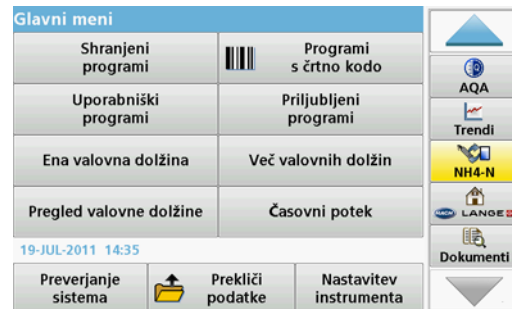 Glavni meni
Shranjeni
programi
Programi
s črtno kodo
Uporabniški
programi
Priljubljeni
programi
Ena valovna dolžina
Več valovnih dolžin
Pregled valovne dolžine
Časovni potek
19-JUL-2011 14:35
Preverjanje
sistema
Prekliči
podatke
Nastavitev
instrumenta
AQA
Trendi
NH4-N
HACH LANGE
Dokumenti